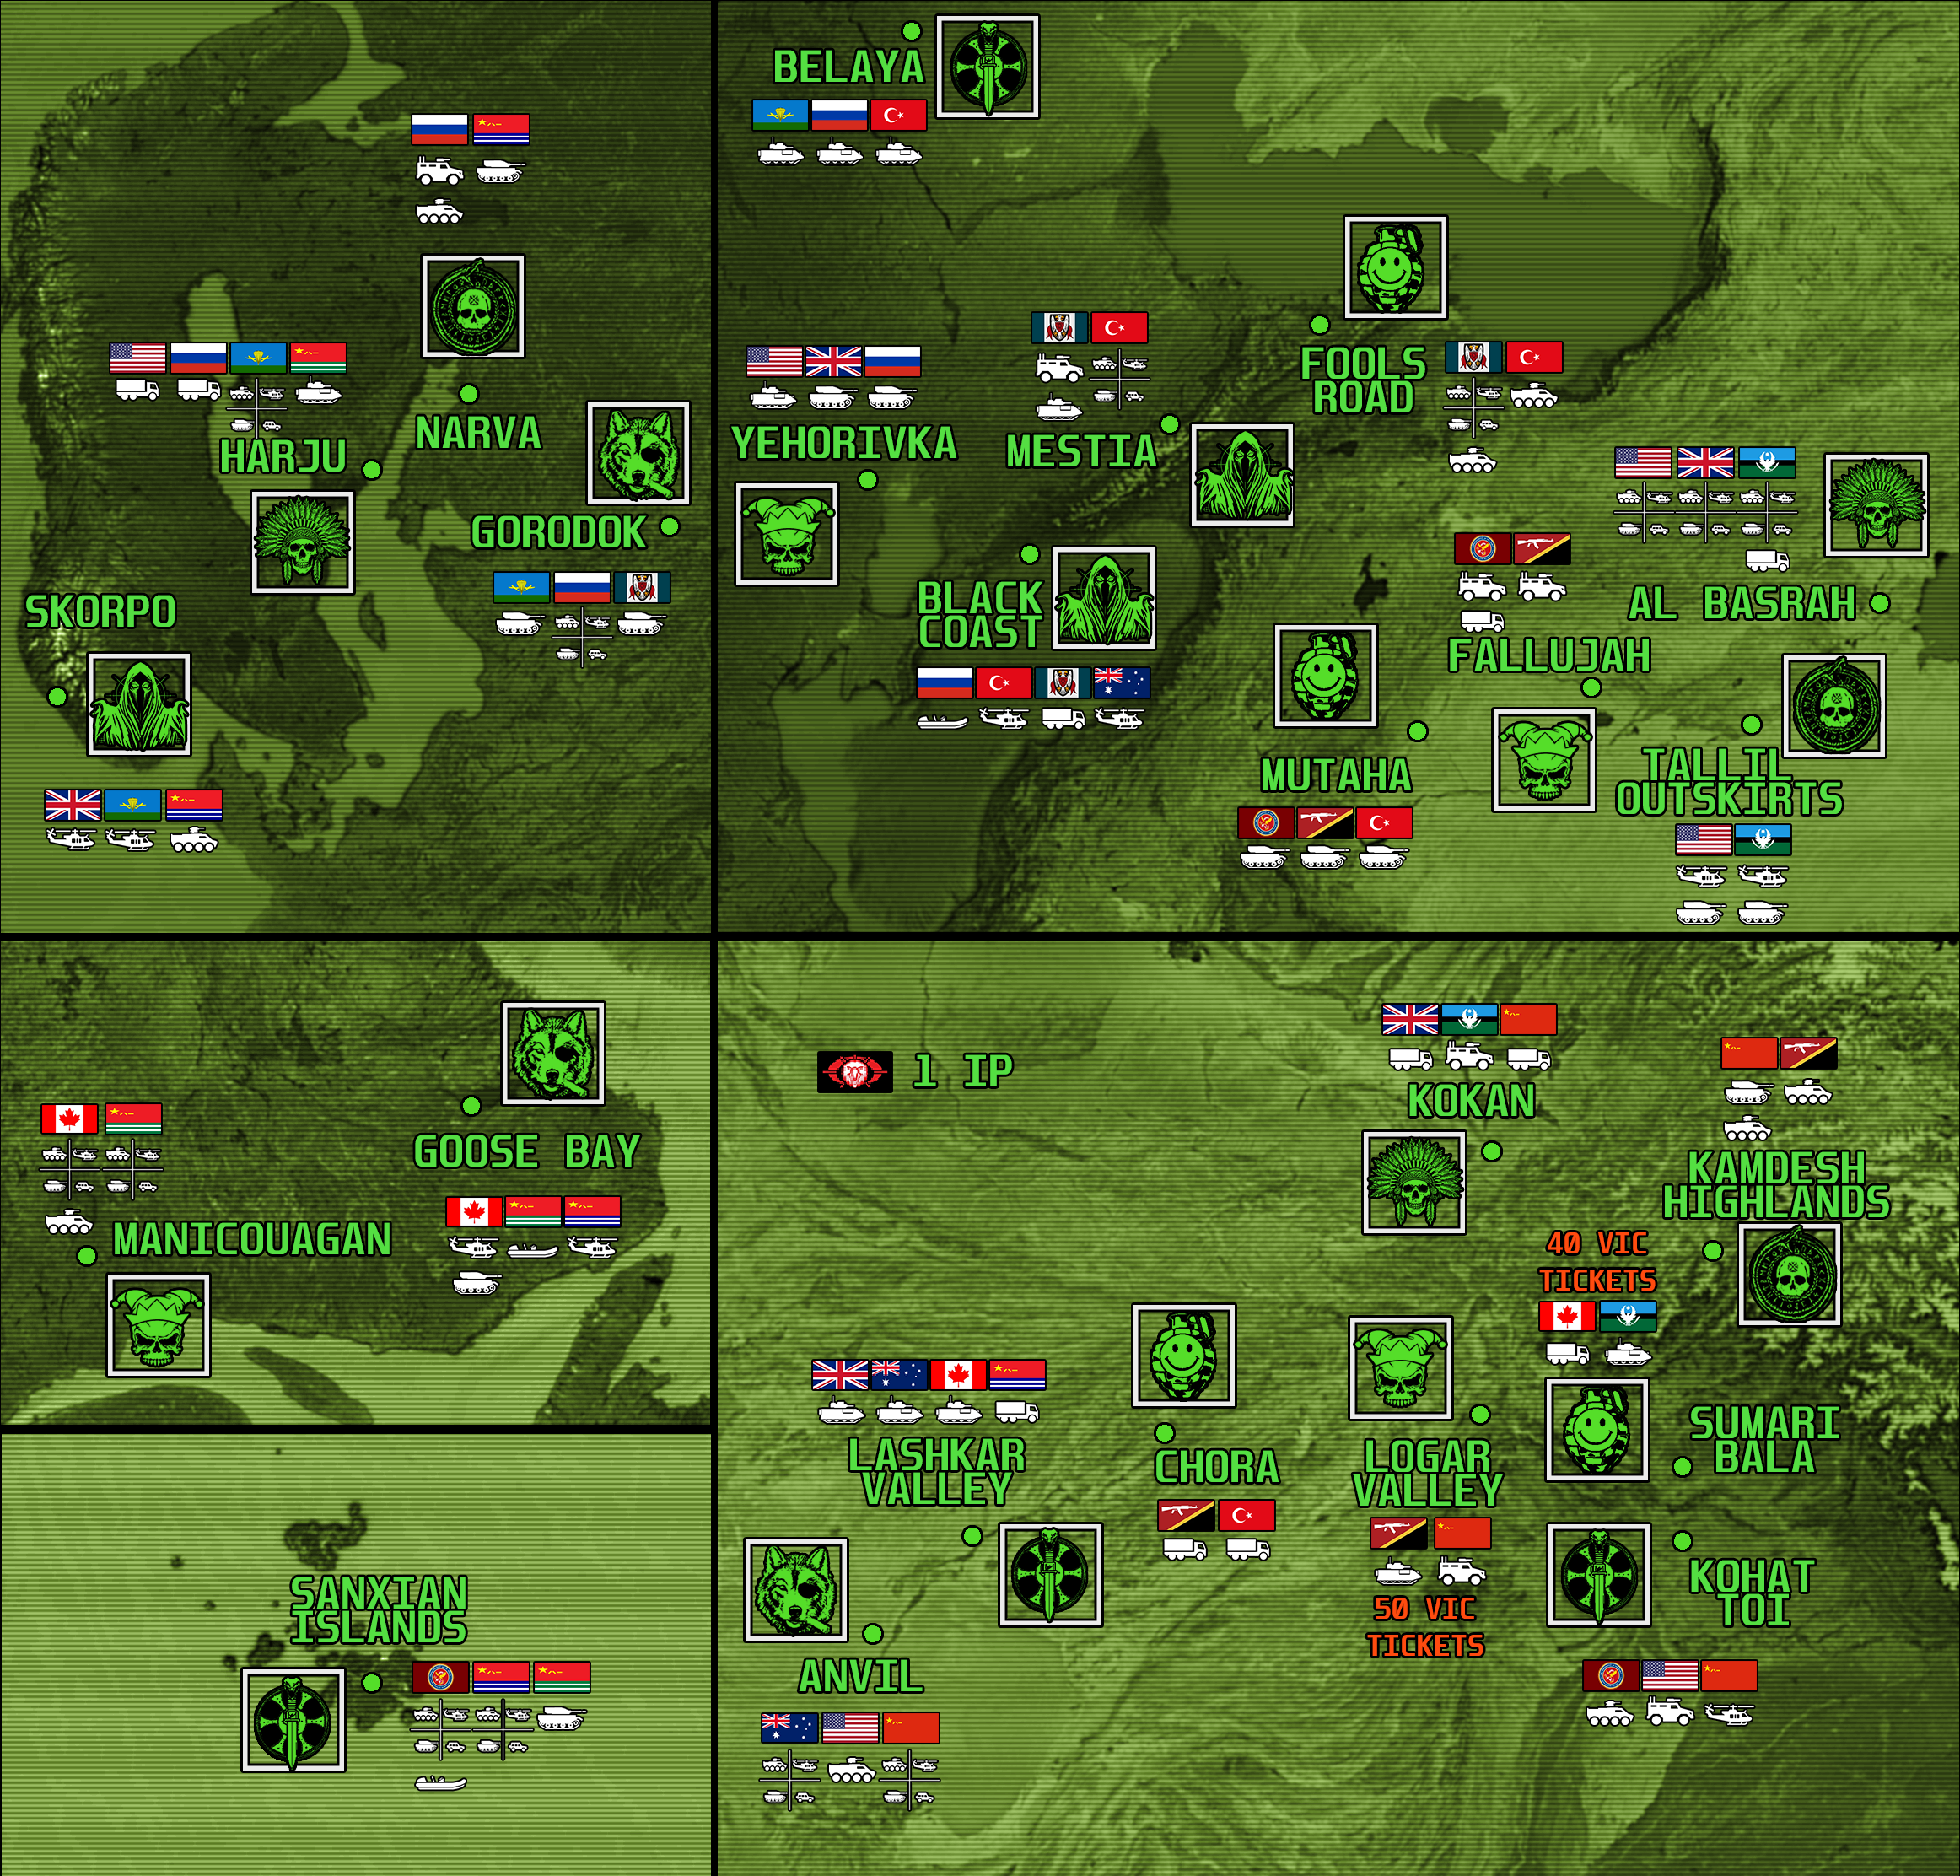 BELAYA
FOOLS
ROAD
HARJU
NARVA
YEHORIVKA
MESTIA
GORODOK
SKORPO
BLACK
COAST
AL BASRAH
FALLUJAH
MUTAHA
TALLIL
OUTSKIRTS
GOOSE BAY
MANICOUAGAN
SANXIAN
ISLANDS
1 IP
KOKAN
KAMDESH
HIGHLANDS
40 VIC
TICKETS
LASHKAR
VALLEY
CHORA
LOGAR
VALLEY
SUMARI
BALA
50 VIC
TICKETS
KOHAT
TOI
ANVIL